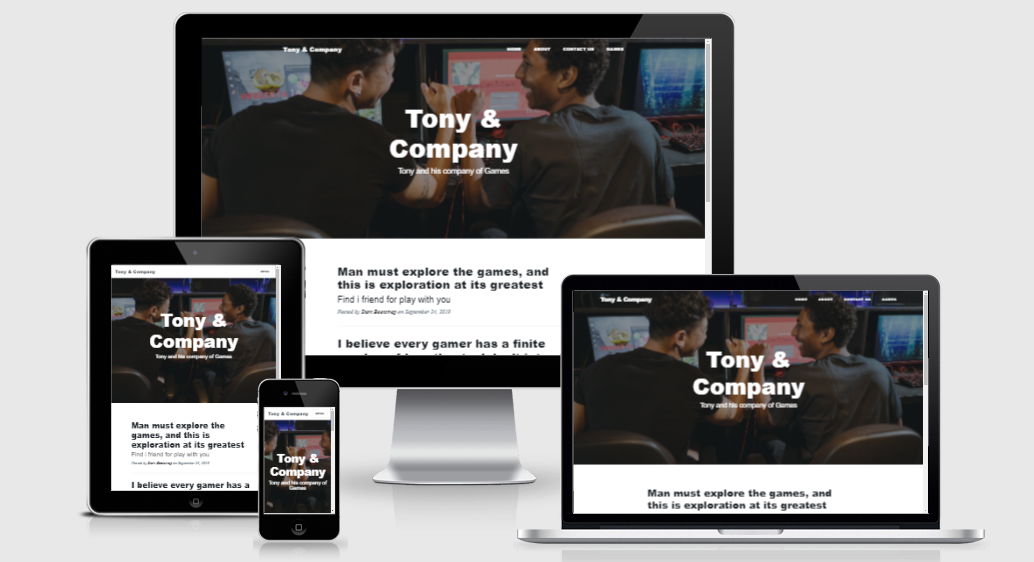 Tony & Company
HOME ABOUT CONTACT US GAMES
Tony &
Company
Tony and his company of Games
Man must explore the games, and
this is exploration at its greatest
Find i friend for play with you
Posted by Start Bootstrap on September 24, 2019
I believe every gamer has a finite
Tony & Company
MENU
Tony &
Company
Tony and his company of Games
Man must explore the
games, and this is
exploration at its greatest
Find i friend for play with you
Posted by Start Bootstrap on September 24, 2019
I believe every gamer has a
Tony & Company
MENU
Tony &
Company
Tony and his company of
Games
Tony & Company
HOME ABOUT CONTACT US GAMES
Tony &
Company
Tony and his company of Games
Man must explore the games, and
this is exploration at its greatest